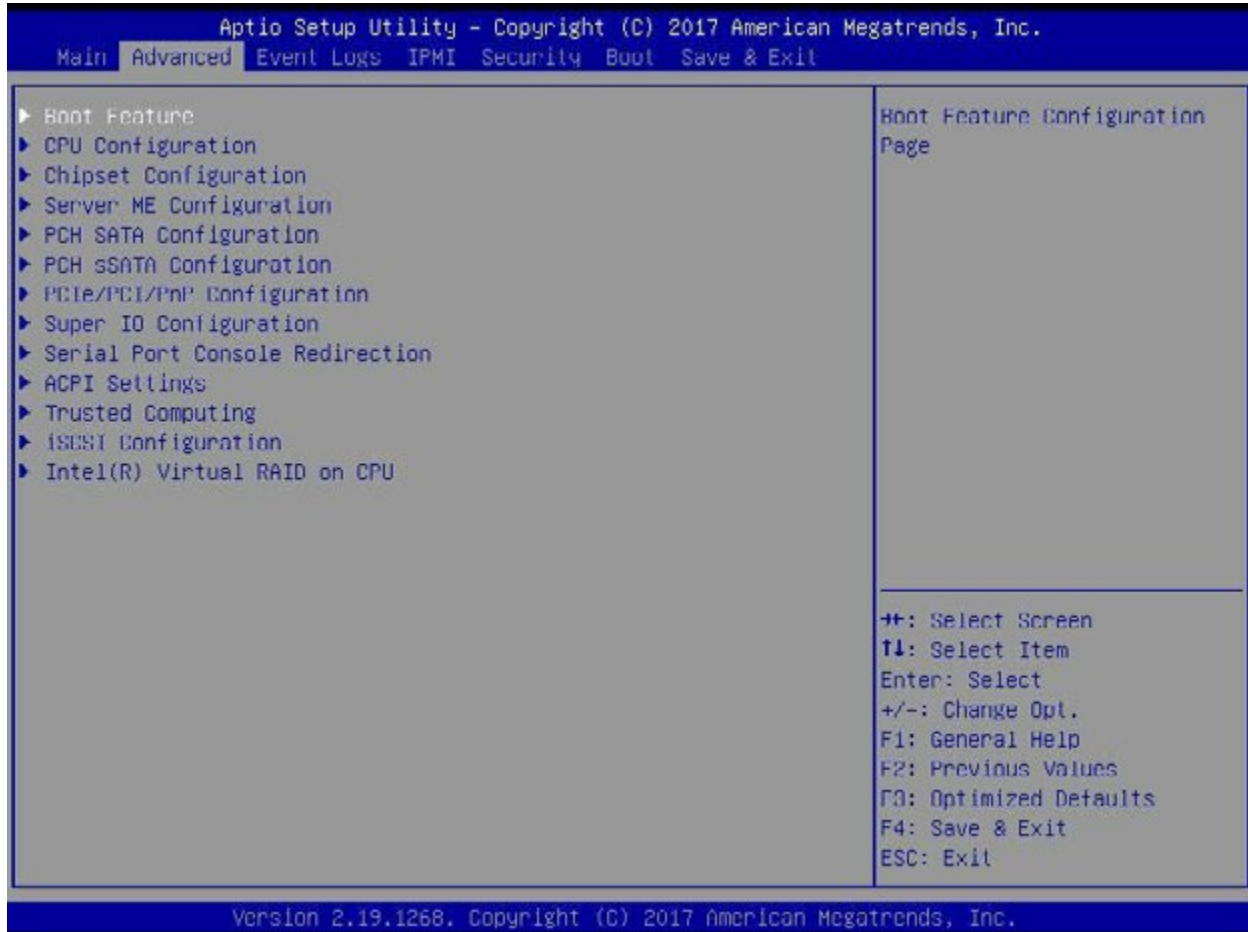 Aptio Setup Utility – Copyright (C) 2017 American Megatrends, Inc.
Main Advanced Event Logs IPMI Security Boot Save & Exit
▶ Boot Feature
▶ CPU Configuration
▶ Chipset Configuration
▶ Server ME Configuration
▶ PCH SATA Configuration
▶ PCH sSATA Configuration
▶ PCIe/PCI/PnP Configuration
▶ Super IO Configuration
▶ Serial Port Console Redirection
▶ ACPI Settings
▶ Trusted Computing
▶ iSCSI Configuration
▶ Intel(R) Virtual RAID on CPU
Boot Feature Configuration
Page
→←: Select Screen
↑↓: Select Item
Enter: Select
+/-: Change Opt.
F1: General Help
F2: Previous Values
F3: Optimized Defaults
F4: Save & Exit
ESC: Exit
Version 2.19.1268. Copyright (C) 2017 American Megatrends, Inc.